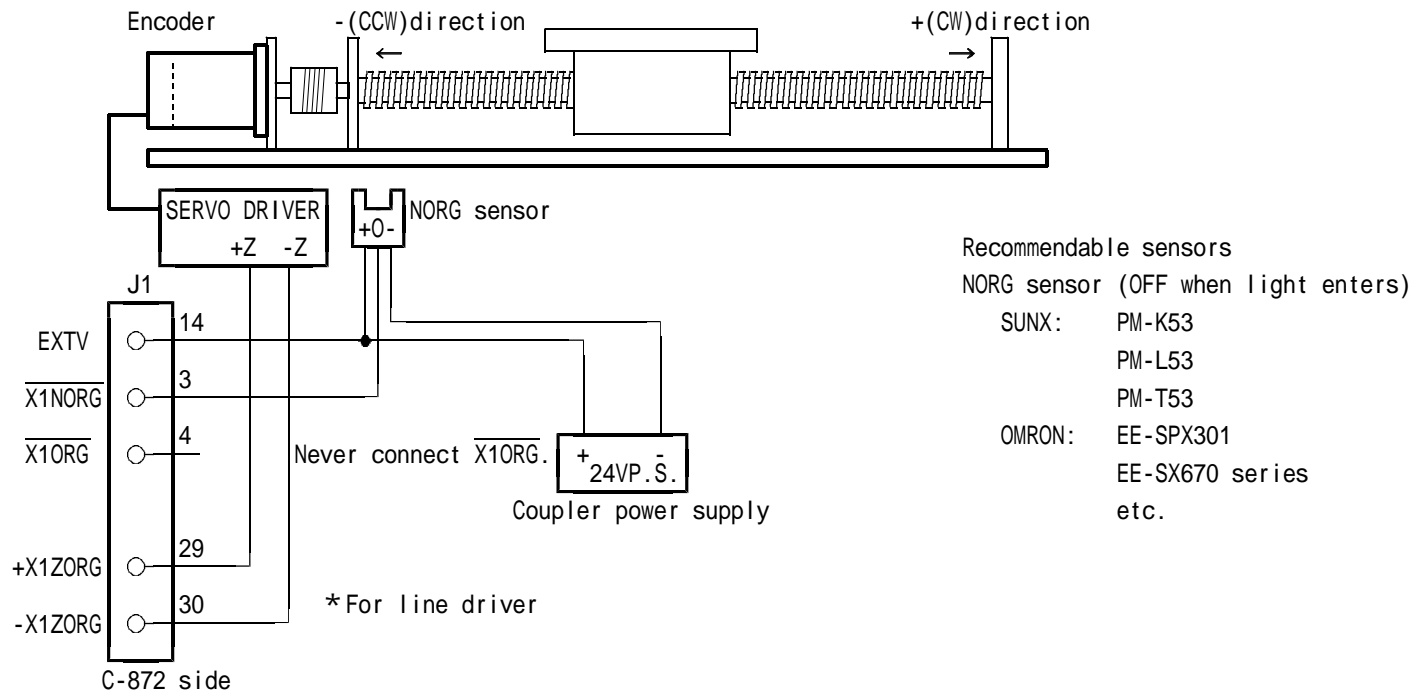 Encoder
-(CCW)direction
+(CW)direction
←
→
SERVO DRIVER
+Z -Z
+O-
NORG sensor
J1
14
EXTV
3
X1NORG
4
X1ORG
Never connect X1ORG.
+ -
24VP.S.
Coupler power supply
29
+X1ZORG
30
-X1ZORG
*For line driver
C-872 side
Recommendable sensors
NORG sensor (OFF when light enters)
SUNX: PM-K53
PM-L53
PM-T53
OMRON: EE-SPX301
EE-SX670 series
etc.